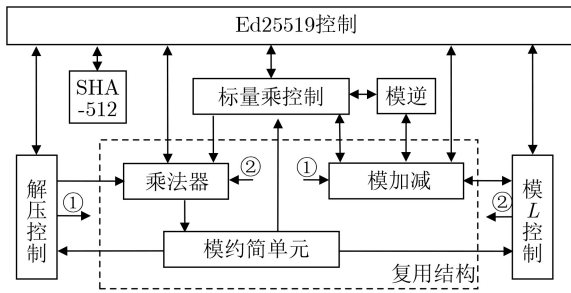 Ed25519控制
SHA
-512
标量乘控制
模逆
解压控制
①
乘法器
②
①
模加减
模L控制
②
模约简单元
复用结构